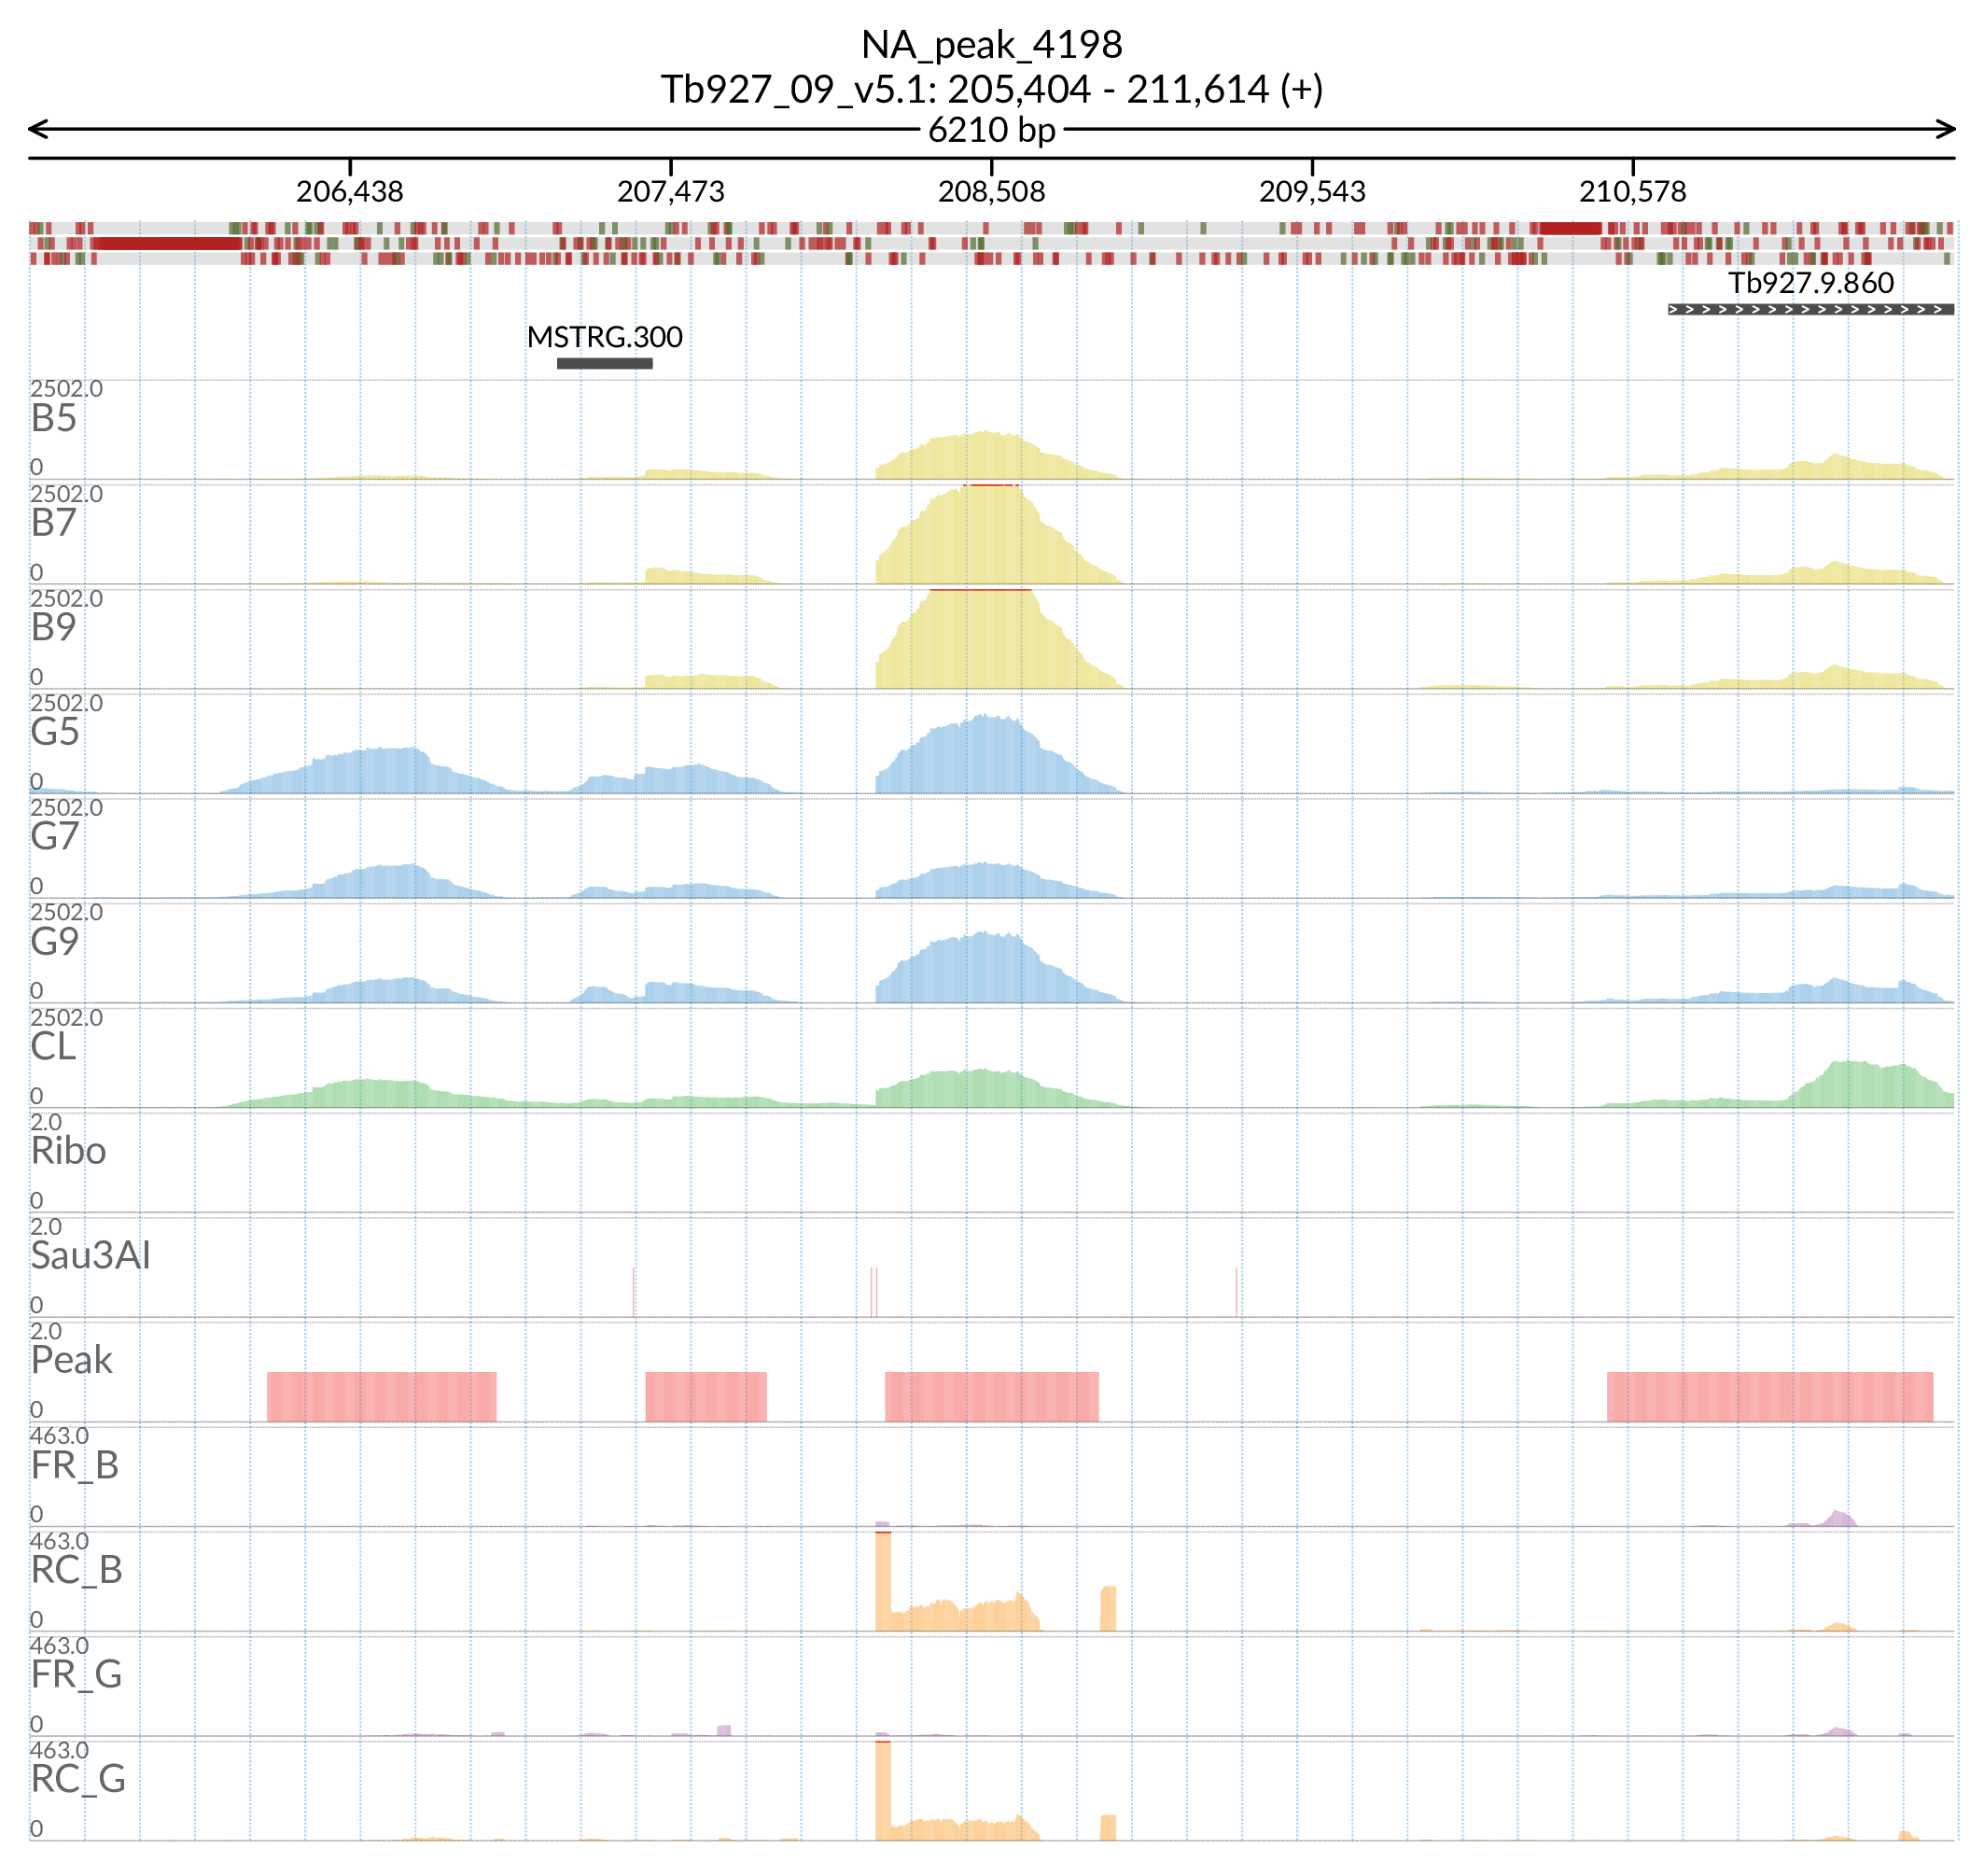 NA_peak_4198
Tb927_09_v5.1: 205,404 - 211,614 (+)
6210 bp
206,438 207,473 208,508 209,543 210,578
Tb927.9.860
MSTRG.300
2502.0
B5
0
2502.0
B7
0
2502.0
B9
0
2502.0
G5
0
2502.0
G7
0
2502.0
G9
0
2502.0
CL
0
2.0
Ribo
0
2.0
Sau3AI
0
2.0
Peak
0
463.0
FR_B
0
463.0
RC_B
0
463.0
FR_G
0
463.0
RC_G
0